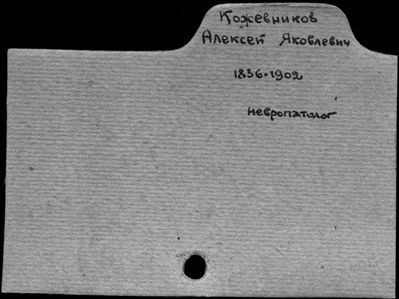 Кожевников
Алексей Яковлевич
1836-1902
невропатолог